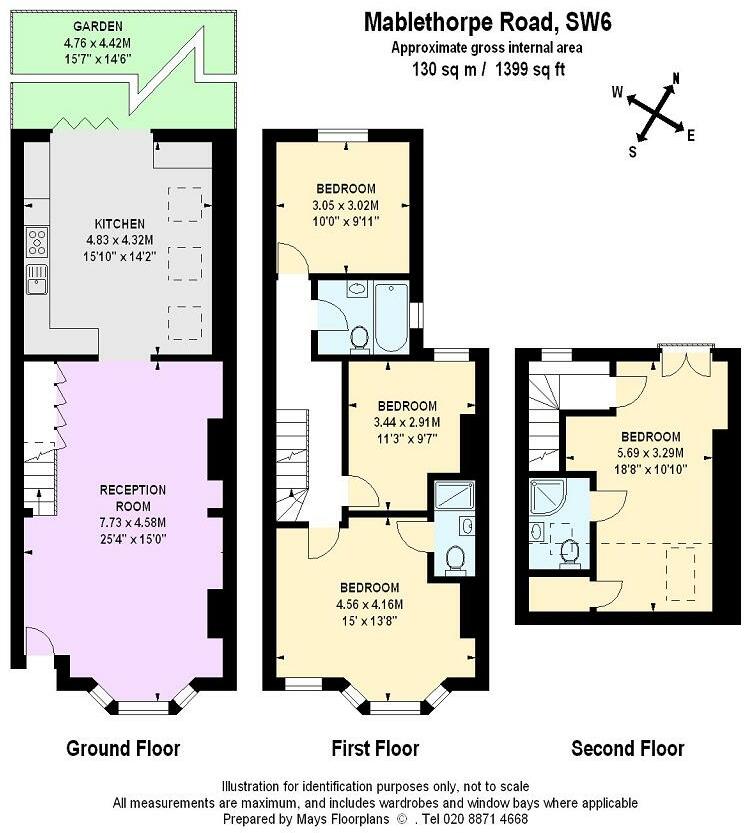 Mablethorpe Road, SW6
Approximate gross internal area
130 sq m / 1399 sq ft
N
W
E
S
GARDEN
4.76 x 4.42M
15'7" x 14'6"
KITCHEN
4.83 x 4.32M
15'10" x 14'2"
RECEPTION
ROOM
7.73 x 4.58M
25'4" x 15'0"
Ground Floor
BEDROOM
3.05 x 3.02M
10'0" x 9'11"
BEDROOM
3.44 x 2.91M
11'3" x 9'7"
BEDROOM
4.56 x 4.16M
15' x 13'8"
First Floor
BEDROOM
5.69 x 3.29M
18'8" x 10'10"
Second Floor
Illustration for identification purposes only, not to scale
All measurements are maximum, and includes wardrobes and window bays where applicable
Prepared by Mays Floorplans © . Tel 020 8871 4668